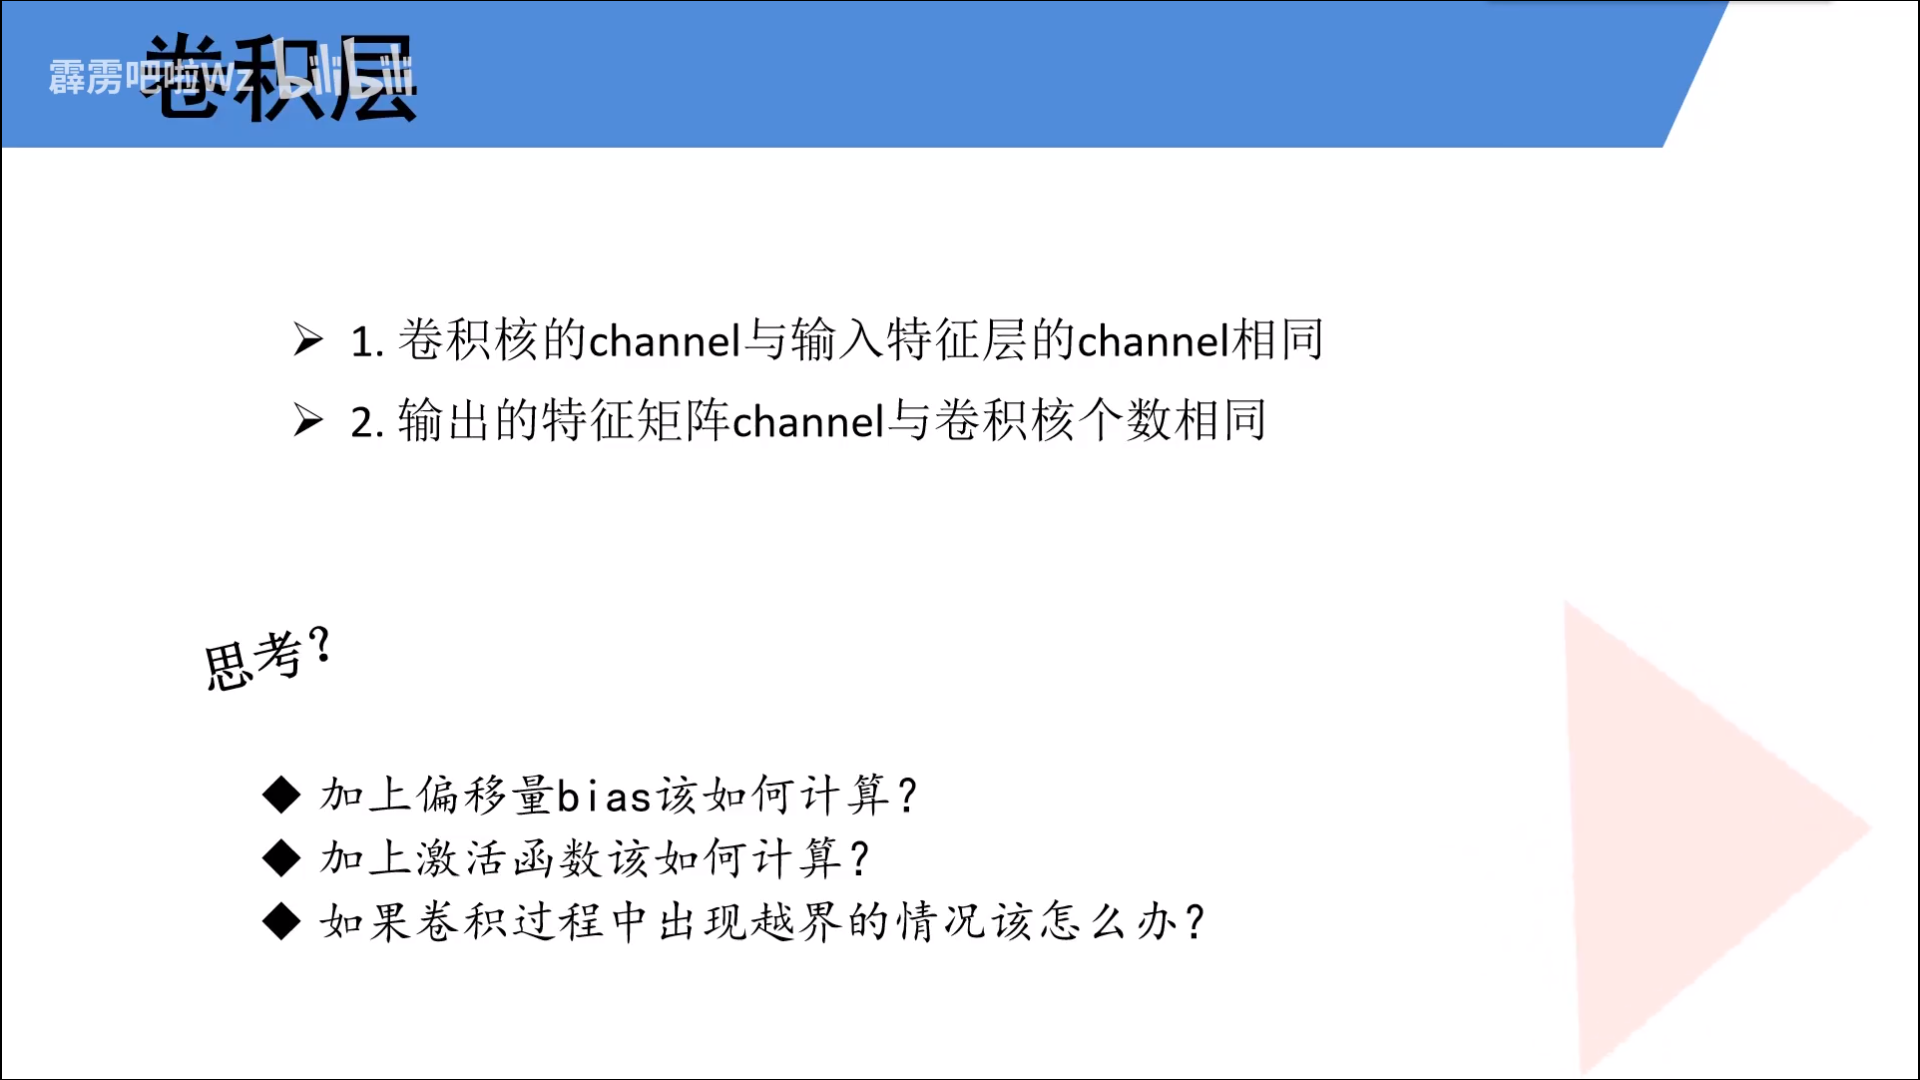 卷积层
霹雳吧啦Wz bilibili
1. 卷积核的channel与输入特征层的channel相同
2. 输出的特征矩阵channel与卷积核个数相同
思考?
加上偏移量bias该如何计算?
加上激活函数该如何计算?
如果卷积过程中出现越界的情况该怎么办?